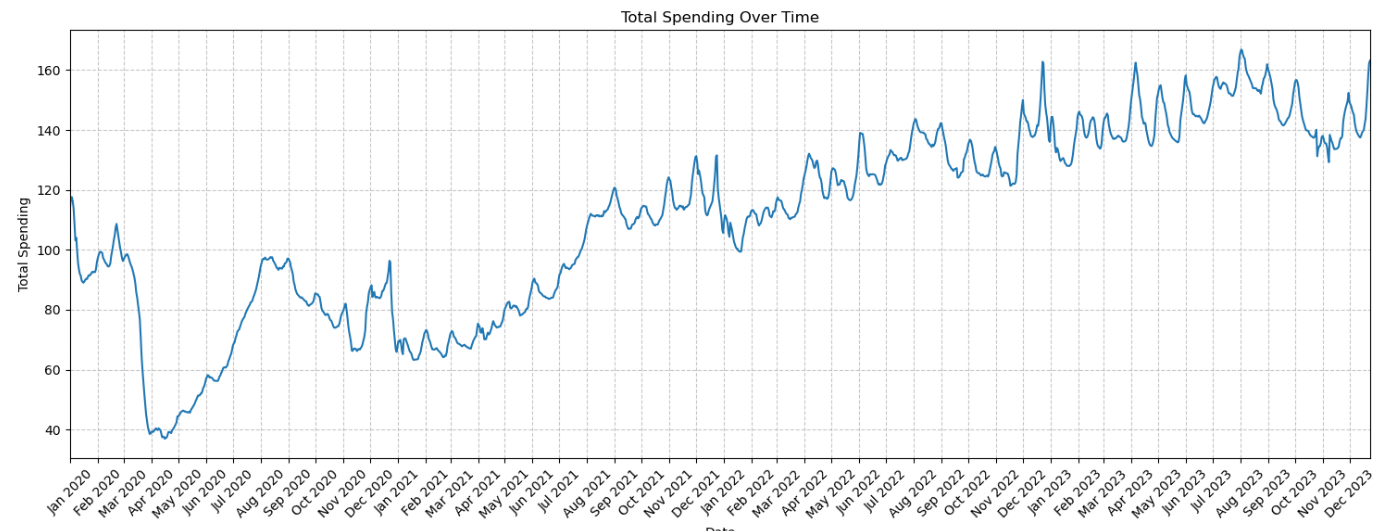 Total Spending Over Time
Total Spending
160
140
120
100
80
60
40
Jan 2020
Feb 2020
Mar 2020
Apr 2020
May 2020
Jun 2020
Jul 2020
Aug 2020
Sep 2020
Oct 2020
Nov 2020
Dec 2020
Jan 2021
Feb 2021
Mar 2021
Apr 2021
May 2021
Jun 2021
Jul 2021
Aug 2021
Sep 2021
Oct 2021
Nov 2021
Dec 2021
Jan 2022
Feb 2022
Mar 2022
Apr 2022
May 2022
Jun 2022
Jul 2022
Aug 2022
Sep 2022
Oct 2022
Nov 2022
Dec 2022
Jan 2023
Feb 2023
Mar 2023
Apr 2023
May 2023
Jun 2023
Jul 2023
Aug 2023
Sep 2023
Oct 2023
Nov 2023
Dec 2023
Date